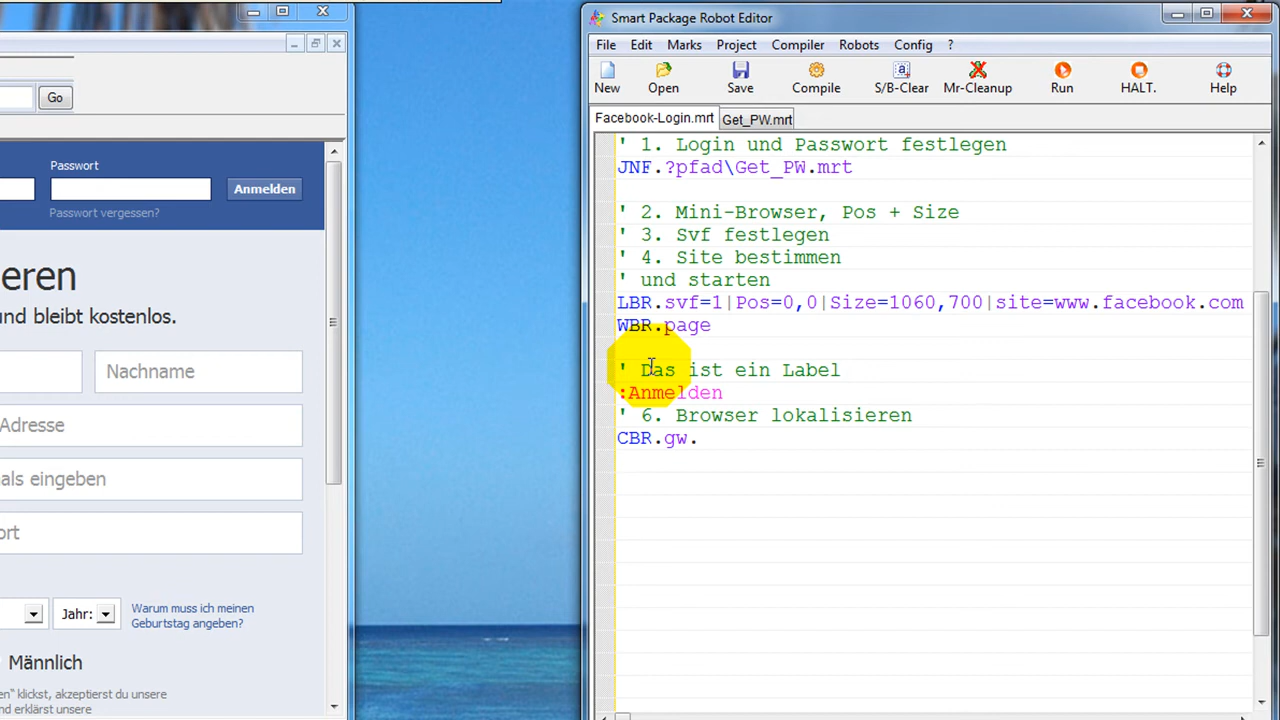 Go
Passwort
Anmelden
Passwort vergessen?
ieren
und bleibt kostenlos.
Nachname
Adresse
als eingeben
ort
Jahr:
Warum muss ich meinen
Geburtstag angeben?
Männlich
en" klickst, akzeptierst du unsere
und erklärst unsere
Smart Package Robot Editor
File Edit Marks Project Compiler Robots Config ?
New Open Save Compile S/B-Clear Mr-Cleanup Run HALT. Help
Facebook-Login.mrt Get_PW.mrt
' 1. Login und Passwort festlegen
JNF.?pfad\Get_PW.mrt
' 2. Mini-Browser, Pos + Size
' 3. Svf festlegen
' 4. Site bestimmen
' und starten
LBR.svf=1|Pos=0,0|Size=1060,700|site=www.facebook.com
WBR.page
' Das ist ein Label
:Anmelden
' 6. Browser lokalisieren
CBR.gw.